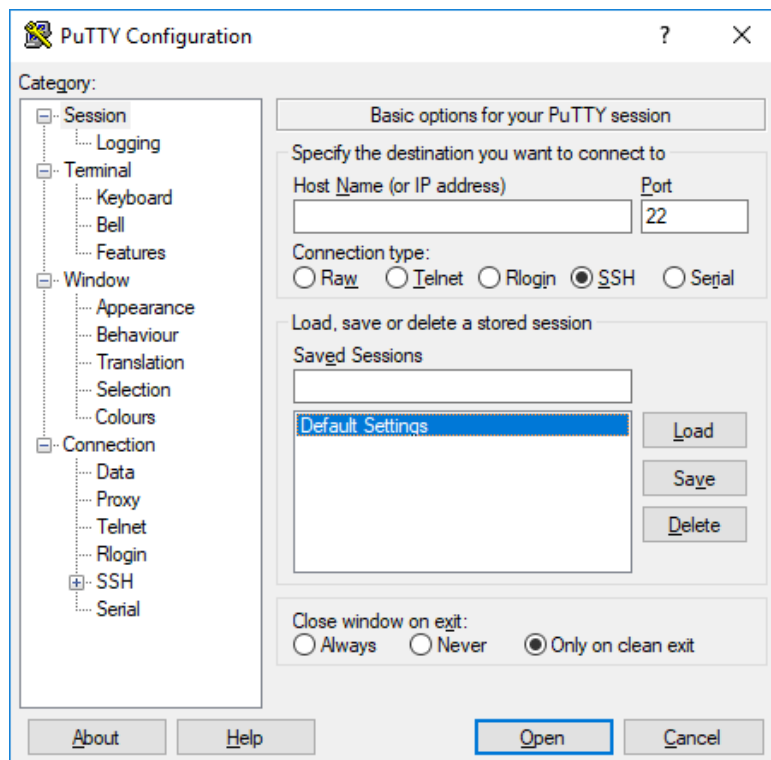 PuTTY Configuration
?
Category:
Session
Logging
Terminal
Keyboard
Bell
Features
Window
Appearance
Behaviour
Translation
Selection
Colours
Connection
Data
Proxy
Telnet
Rlogin
SSH
Serial
Basic options for your PuTTY session
Specify the destination you want to connect to
Host Name (or IP address) Port
22
Connection type:
Raw Telnet Rlogin SSH Serial
Load, save or delete a stored session
Saved Sessions
Default Settings
Load
Save
Delete
Close window on exit:
Always Never Only on clean exit
About Help Open Cancel